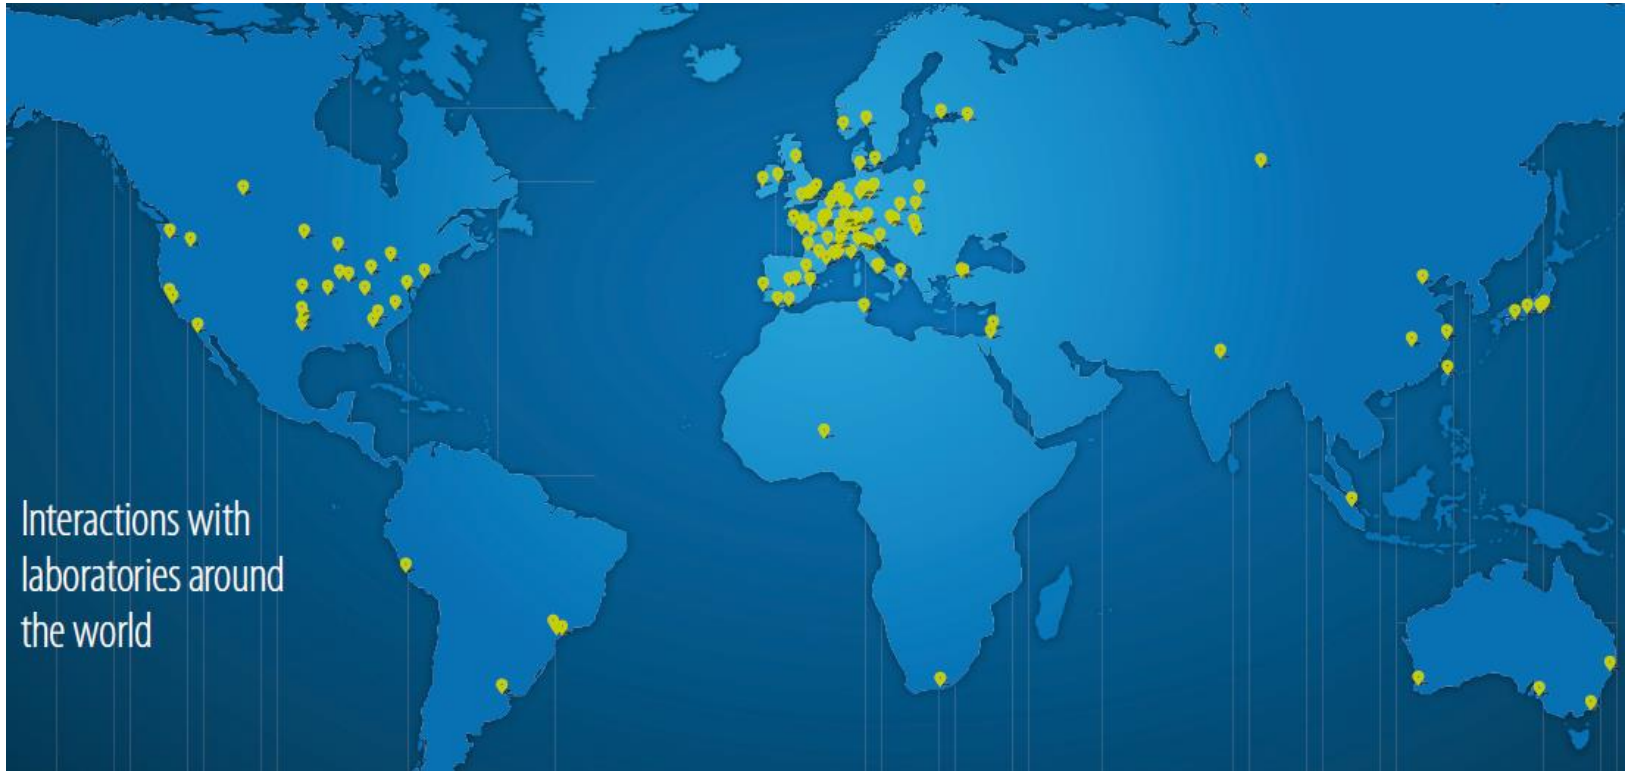 Interactions with
laboratories around
the world